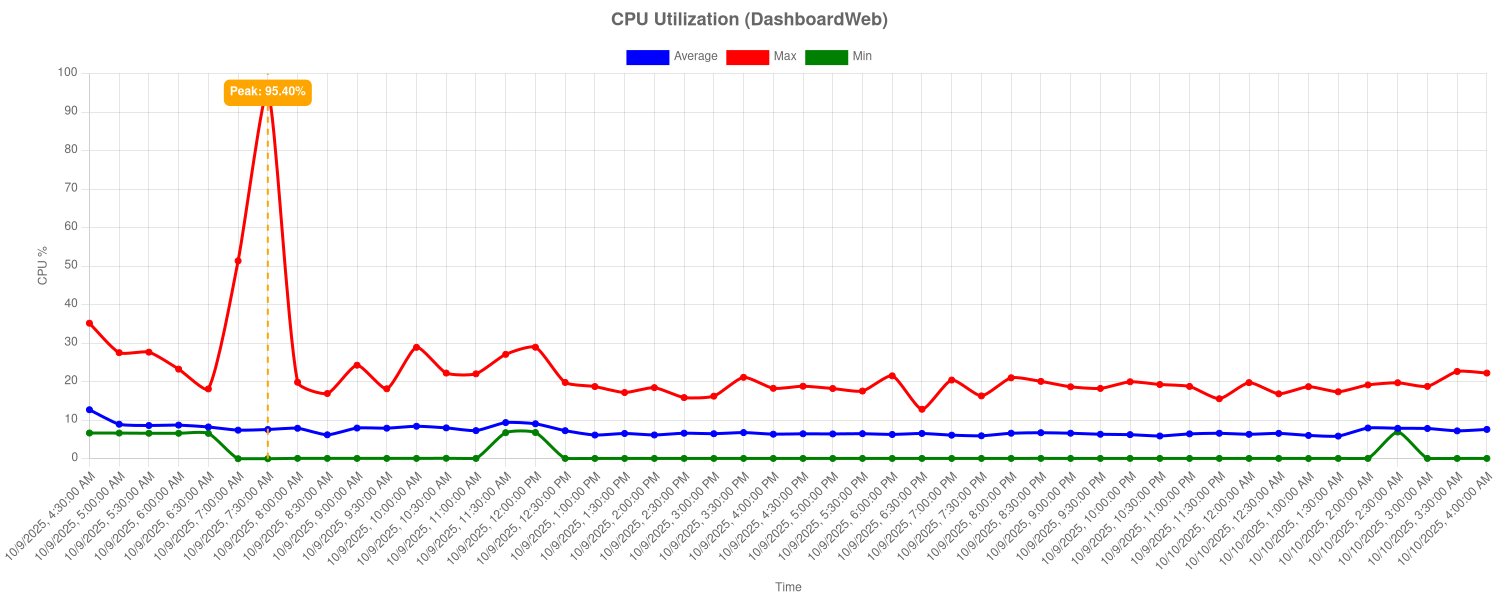 CPU Utilization (DashboardWeb)
Average Max Min
Peak: 95.40%
100
90
80
70
60
50
40
30
20
10
0
CPU %
10/9/2025, 4:30:00 AM
10/9/2025, 5:00:00 AM
10/9/2025, 5:30:00 AM
10/9/2025, 6:00:00 AM
10/9/2025, 6:30:00 AM
10/9/2025, 7:00:00 AM
10/9/2025, 7:30:00 AM
10/9/2025, 8:00:00 AM
10/9/2025, 8:30:00 AM
10/9/2025, 9:00:00 AM
10/9/2025, 9:30:00 AM
10/9/2025, 10:00:00 AM
10/9/2025, 10:30:00 AM
10/9/2025, 11:00:00 AM
10/9/2025, 11:30:00 AM
10/9/2025, 12:00:00 PM
10/9/2025, 12:30:00 PM
10/9/2025, 1:00:00 PM
10/9/2025, 1:30:00 PM
10/9/2025, 2:00:00 PM
10/9/2025, 2:30:00 PM
10/9/2025, 3:00:00 PM
10/9/2025, 3:30:00 PM
10/9/2025, 4:00:00 PM
10/9/2025, 4:30:00 PM
10/9/2025, 5:00:00 PM
10/9/2025, 5:30:00 PM
10/9/2025, 6:00:00 PM
10/9/2025, 6:30:00 PM
10/9/2025, 7:00:00 PM
10/9/2025, 7:30:00 PM
10/9/2025, 8:00:00 PM
10/9/2025, 8:30:00 PM
10/9/2025, 9:00:00 PM
10/9/2025, 9:30:00 PM
10/9/2025, 10:00:00 PM
10/9/2025, 10:30:00 PM
10/9/2025, 11:00:00 PM
10/9/2025, 11:30:00 PM
10/10/2025, 12:00:00 AM
10/10/2025, 12:30:00 AM
10/10/2025, 1:00:00 AM
10/10/2025, 1:30:00 AM
10/10/2025, 2:00:00 AM
10/10/2025, 2:30:00 AM
10/10/2025, 3:00:00 AM
10/10/2025, 3:30:00 AM
10/10/2025, 4:00:00 AM
Time